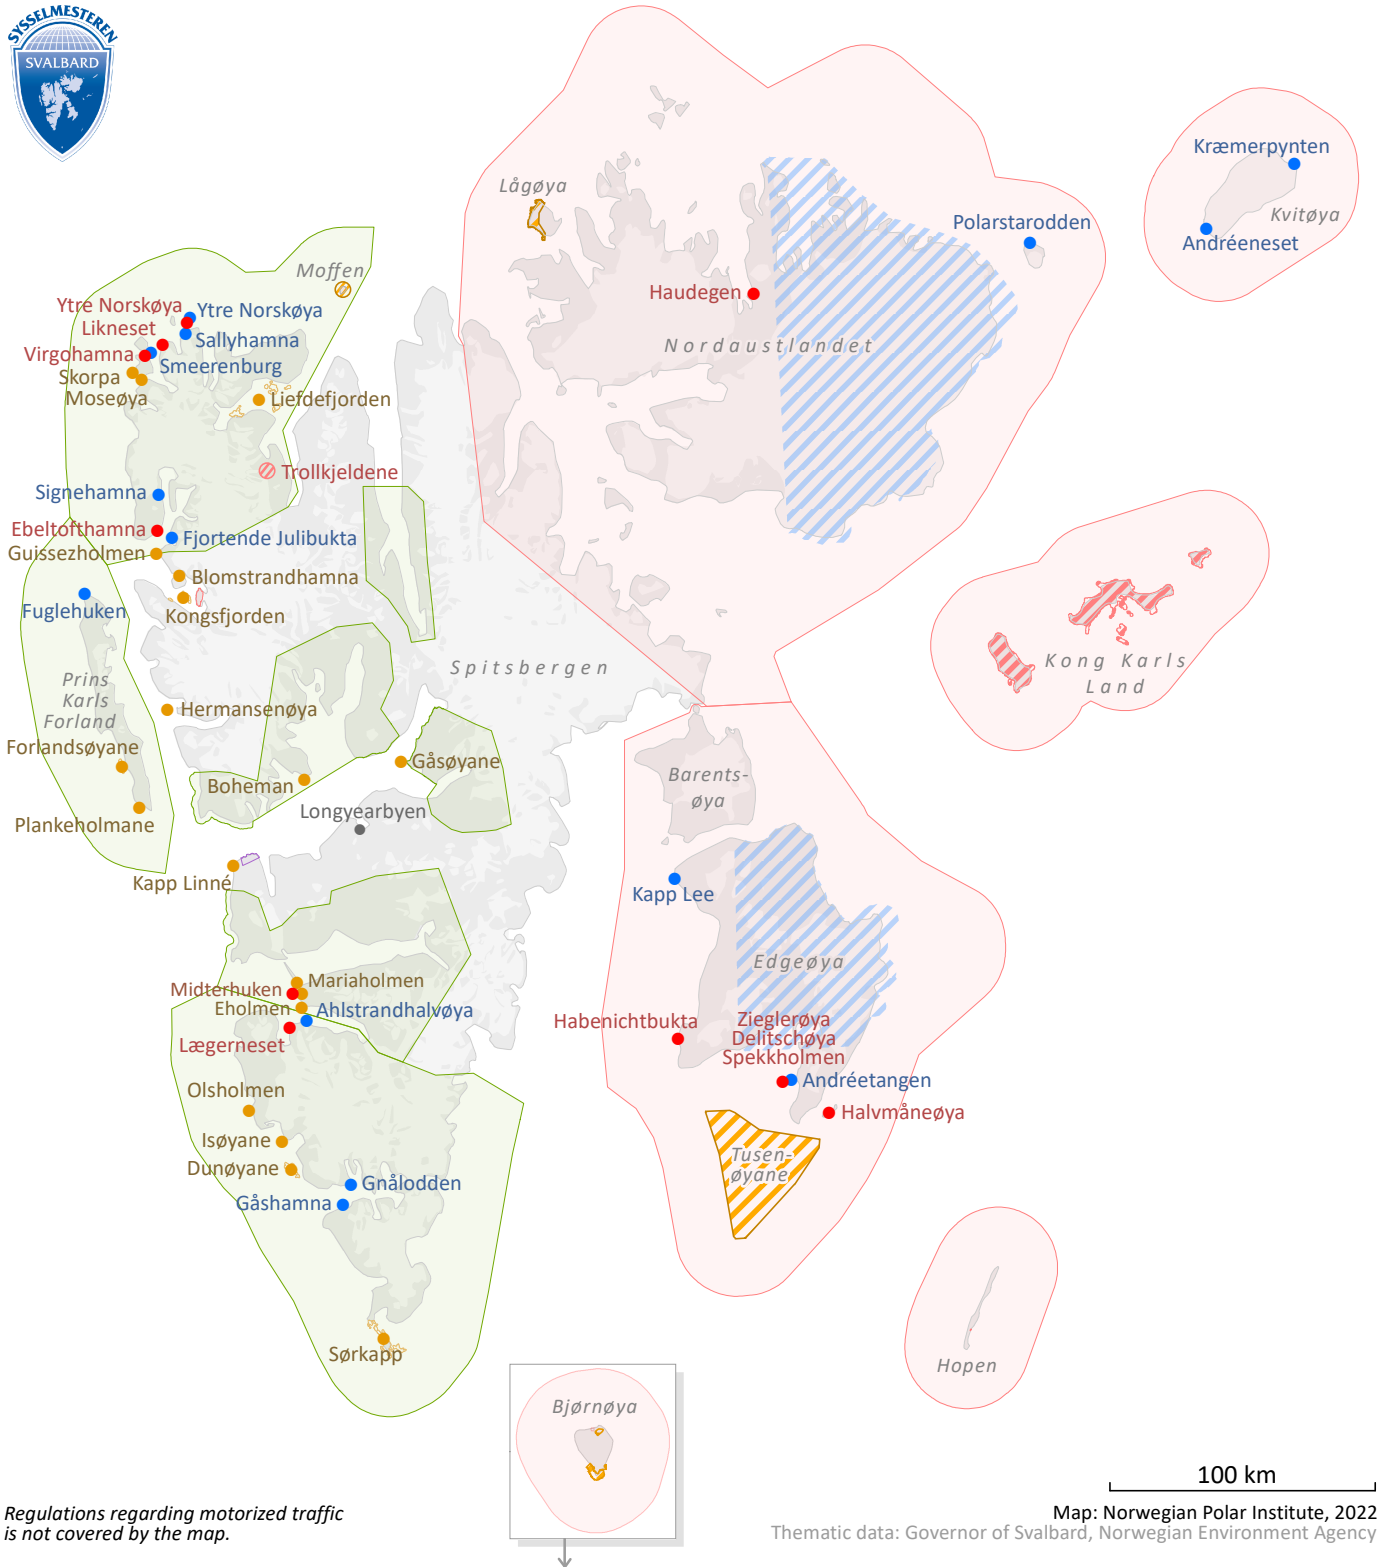 SYSSELMESTEREN
SVALBARD
Kræmerpynten
Kvitøya
Andréeneset
Lågøya
Polarstarodden
Moffen
Haudegen
Nordaustlandet
Ytre Norskøya
Ytre Norskøya
Likneset
Sallyhamna
Virgohamna
Smeerenburg
Skorpa
Moseøya
Liefdefjorden
Trollkjeldene
Signehamna
Ebeltofthamna
Fjortende Julibukta
Guissezholmen
Blomstrandhamna
Fuglehuken
Kongsfjorden
Spitsbergen
Kong Karls
Land
Prins
Karls
Forland
Hermansenøya
Forlandsøyane
Gåsøyane
Boheman
Barents-
øya
Longyearbyen
Plankeholmane
Kapp Linné
Kapp Lee
Edgeøya
Mariaholmen
Midterhuken
Eholmen
Ahlstrandhalvøya
Lægerneset
Habenichtbukta
Zieglerøya
Delitschøya
Spekkholmen
Andréetangen
Halvmåneøya
Olsholmen
Isøyane
Dunøyane
Tusen-
øyane
Gnålodden
Gåshamna
Sørkapp
Hopen
Bjørnøya
100 km
Regulations regarding motorized traffic
is not covered by the map.
Map: Norwegian Polar Institute, 2022
Thematic data: Governor of Svalbard, Norwegian Environment Agency